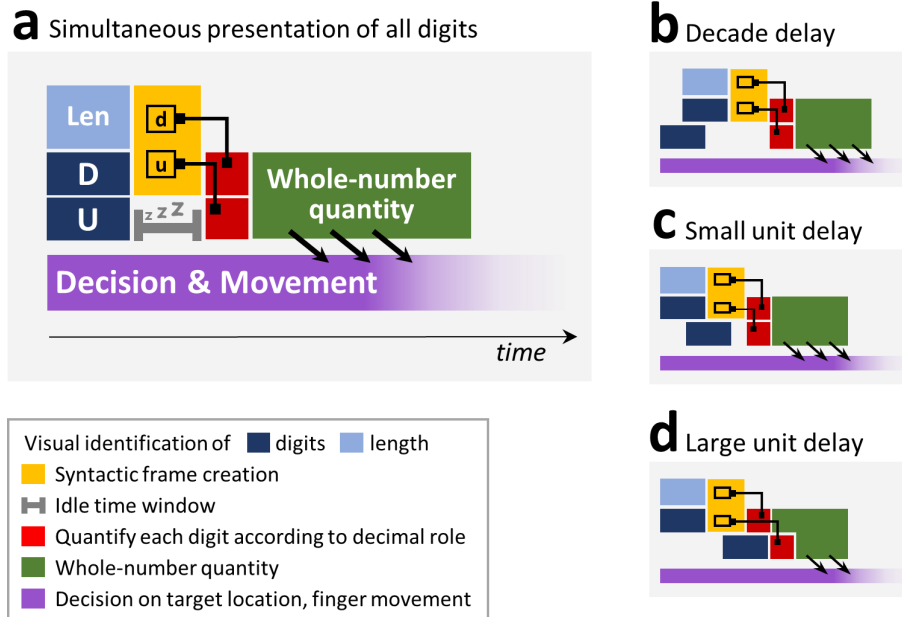 a Simultaneous presentation of all digits
Len
d
D
u
U
z z z
Whole-number
quantity
Decision & Movement
time
b Decade delay
c Small unit delay
d Large unit delay
Visual identification of digits length
Syntactic frame creation
Idle time window
Quantify each digit according to decimal role
Whole-number quantity
Decision on target location, finger movement